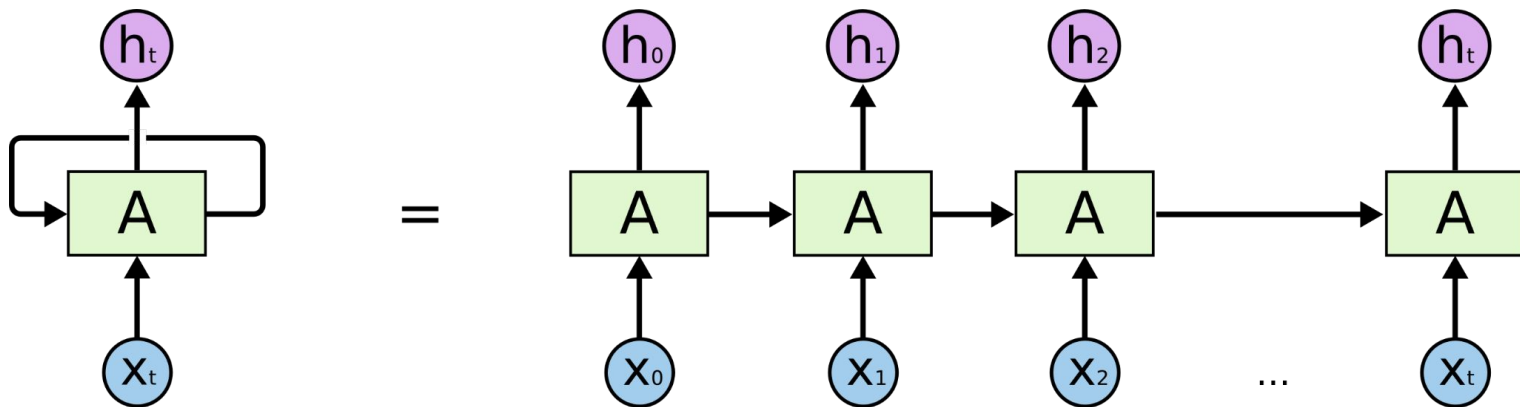 hₜ h₀ h₁ h₂ hₜ
A = A A A A
xₜ x₀ x₁ x₂ ... xₜ